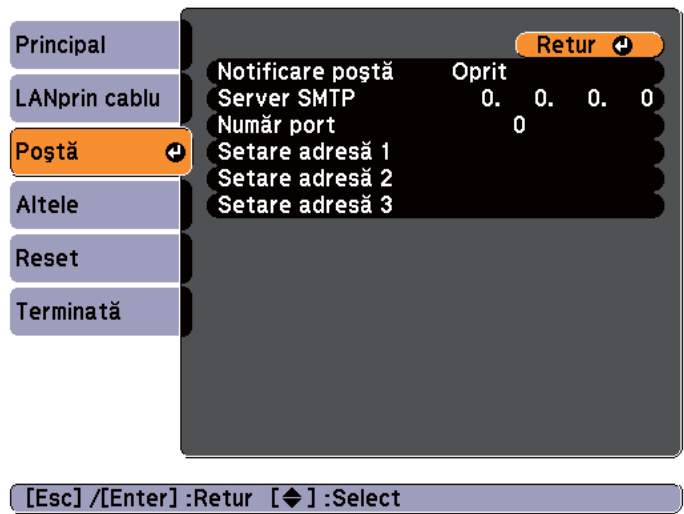 Principal
LANprin cablu
Poştă
Altele
Reset
Terminată
Retur
Notificare poştă Oprit
Server SMTP 0. 0. 0. 0
Număr port 0
Setare adresă 1
Setare adresă 2
Setare adresă 3
[Esc] /[Enter] :Retur [◆] :Select